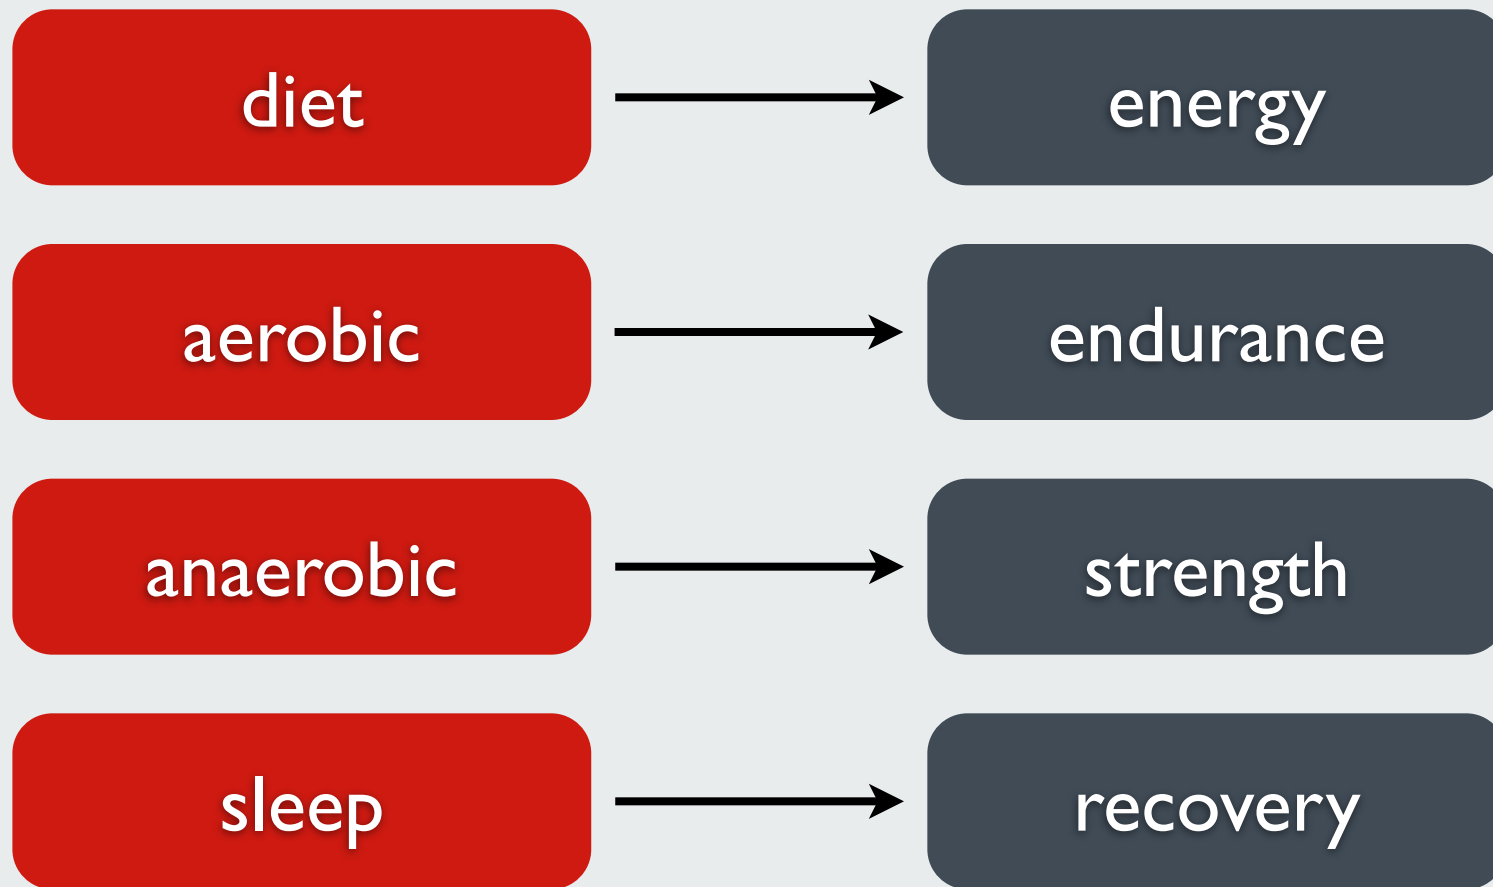 diet
energy
aerobic
endurance
anaerobic
strength
sleep
recovery